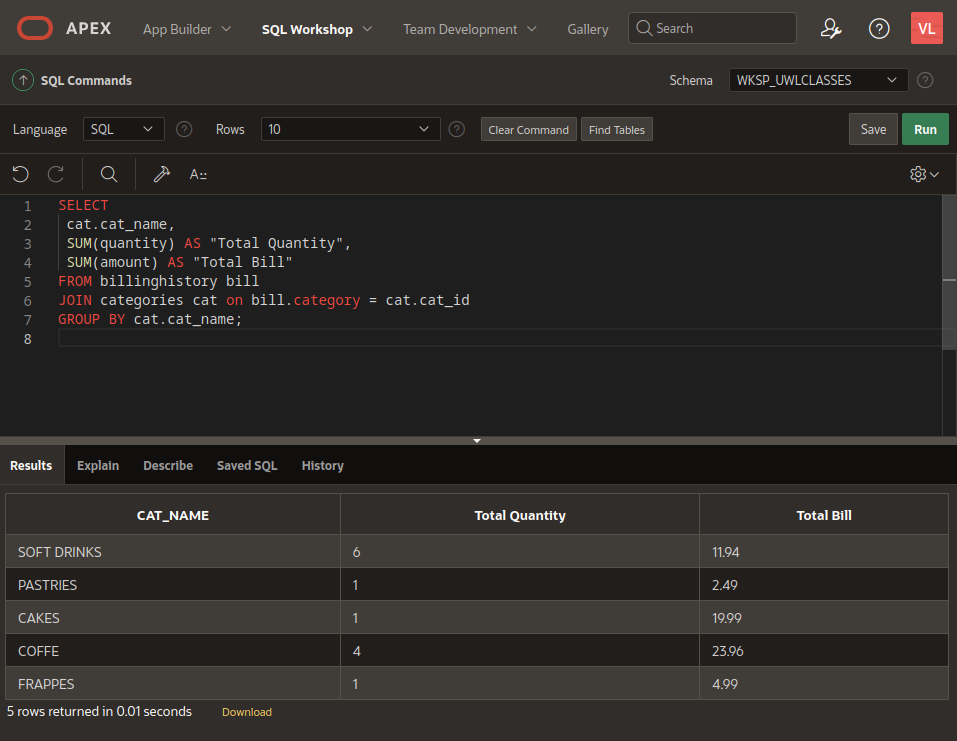 APEX App Builder SQL Workshop Team Development Gallery Search VL
SQL Commands Schema WKSP_UWLCLASSES
Language SQL Rows 10 Clear Command Find Tables Save Run
1 SELECT
2 cat.cat_name,
3 SUM(quantity) AS "Total Quantity",
4 SUM(amount) AS "Total Bill"
5 FROM billinghistory bill
6 JOIN categories cat on bill.category = cat.cat_id
7 GROUP BY cat.cat_name;
8
Results Explain Describe Saved SQL History
CAT_NAME Total Quantity Total Bill
SOFT DRINKS 6 11.94
PASTRIES 1 2.49
CAKES 1 19.99
COFFE 4 23.96
FRAPPES 1 4.99
5 rows returned in 0.01 seconds Download